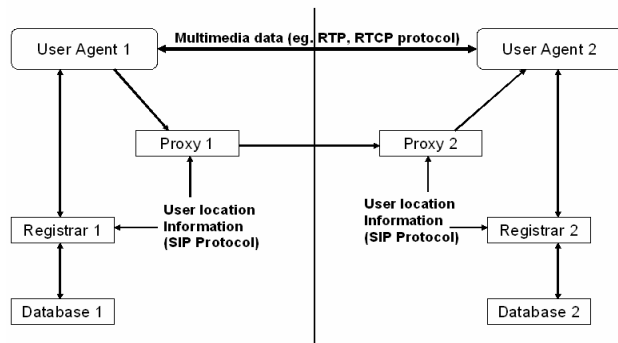 Multimedia data (eg. RTP, RTCP protocol)
User Agent 1
User Agent 2
Proxy 1
Proxy 2
User location
Information
(SIP Protocol)
User location
Information
(SIP Protocol)
Registrar 1
Registrar 2
Database 1
Database 2